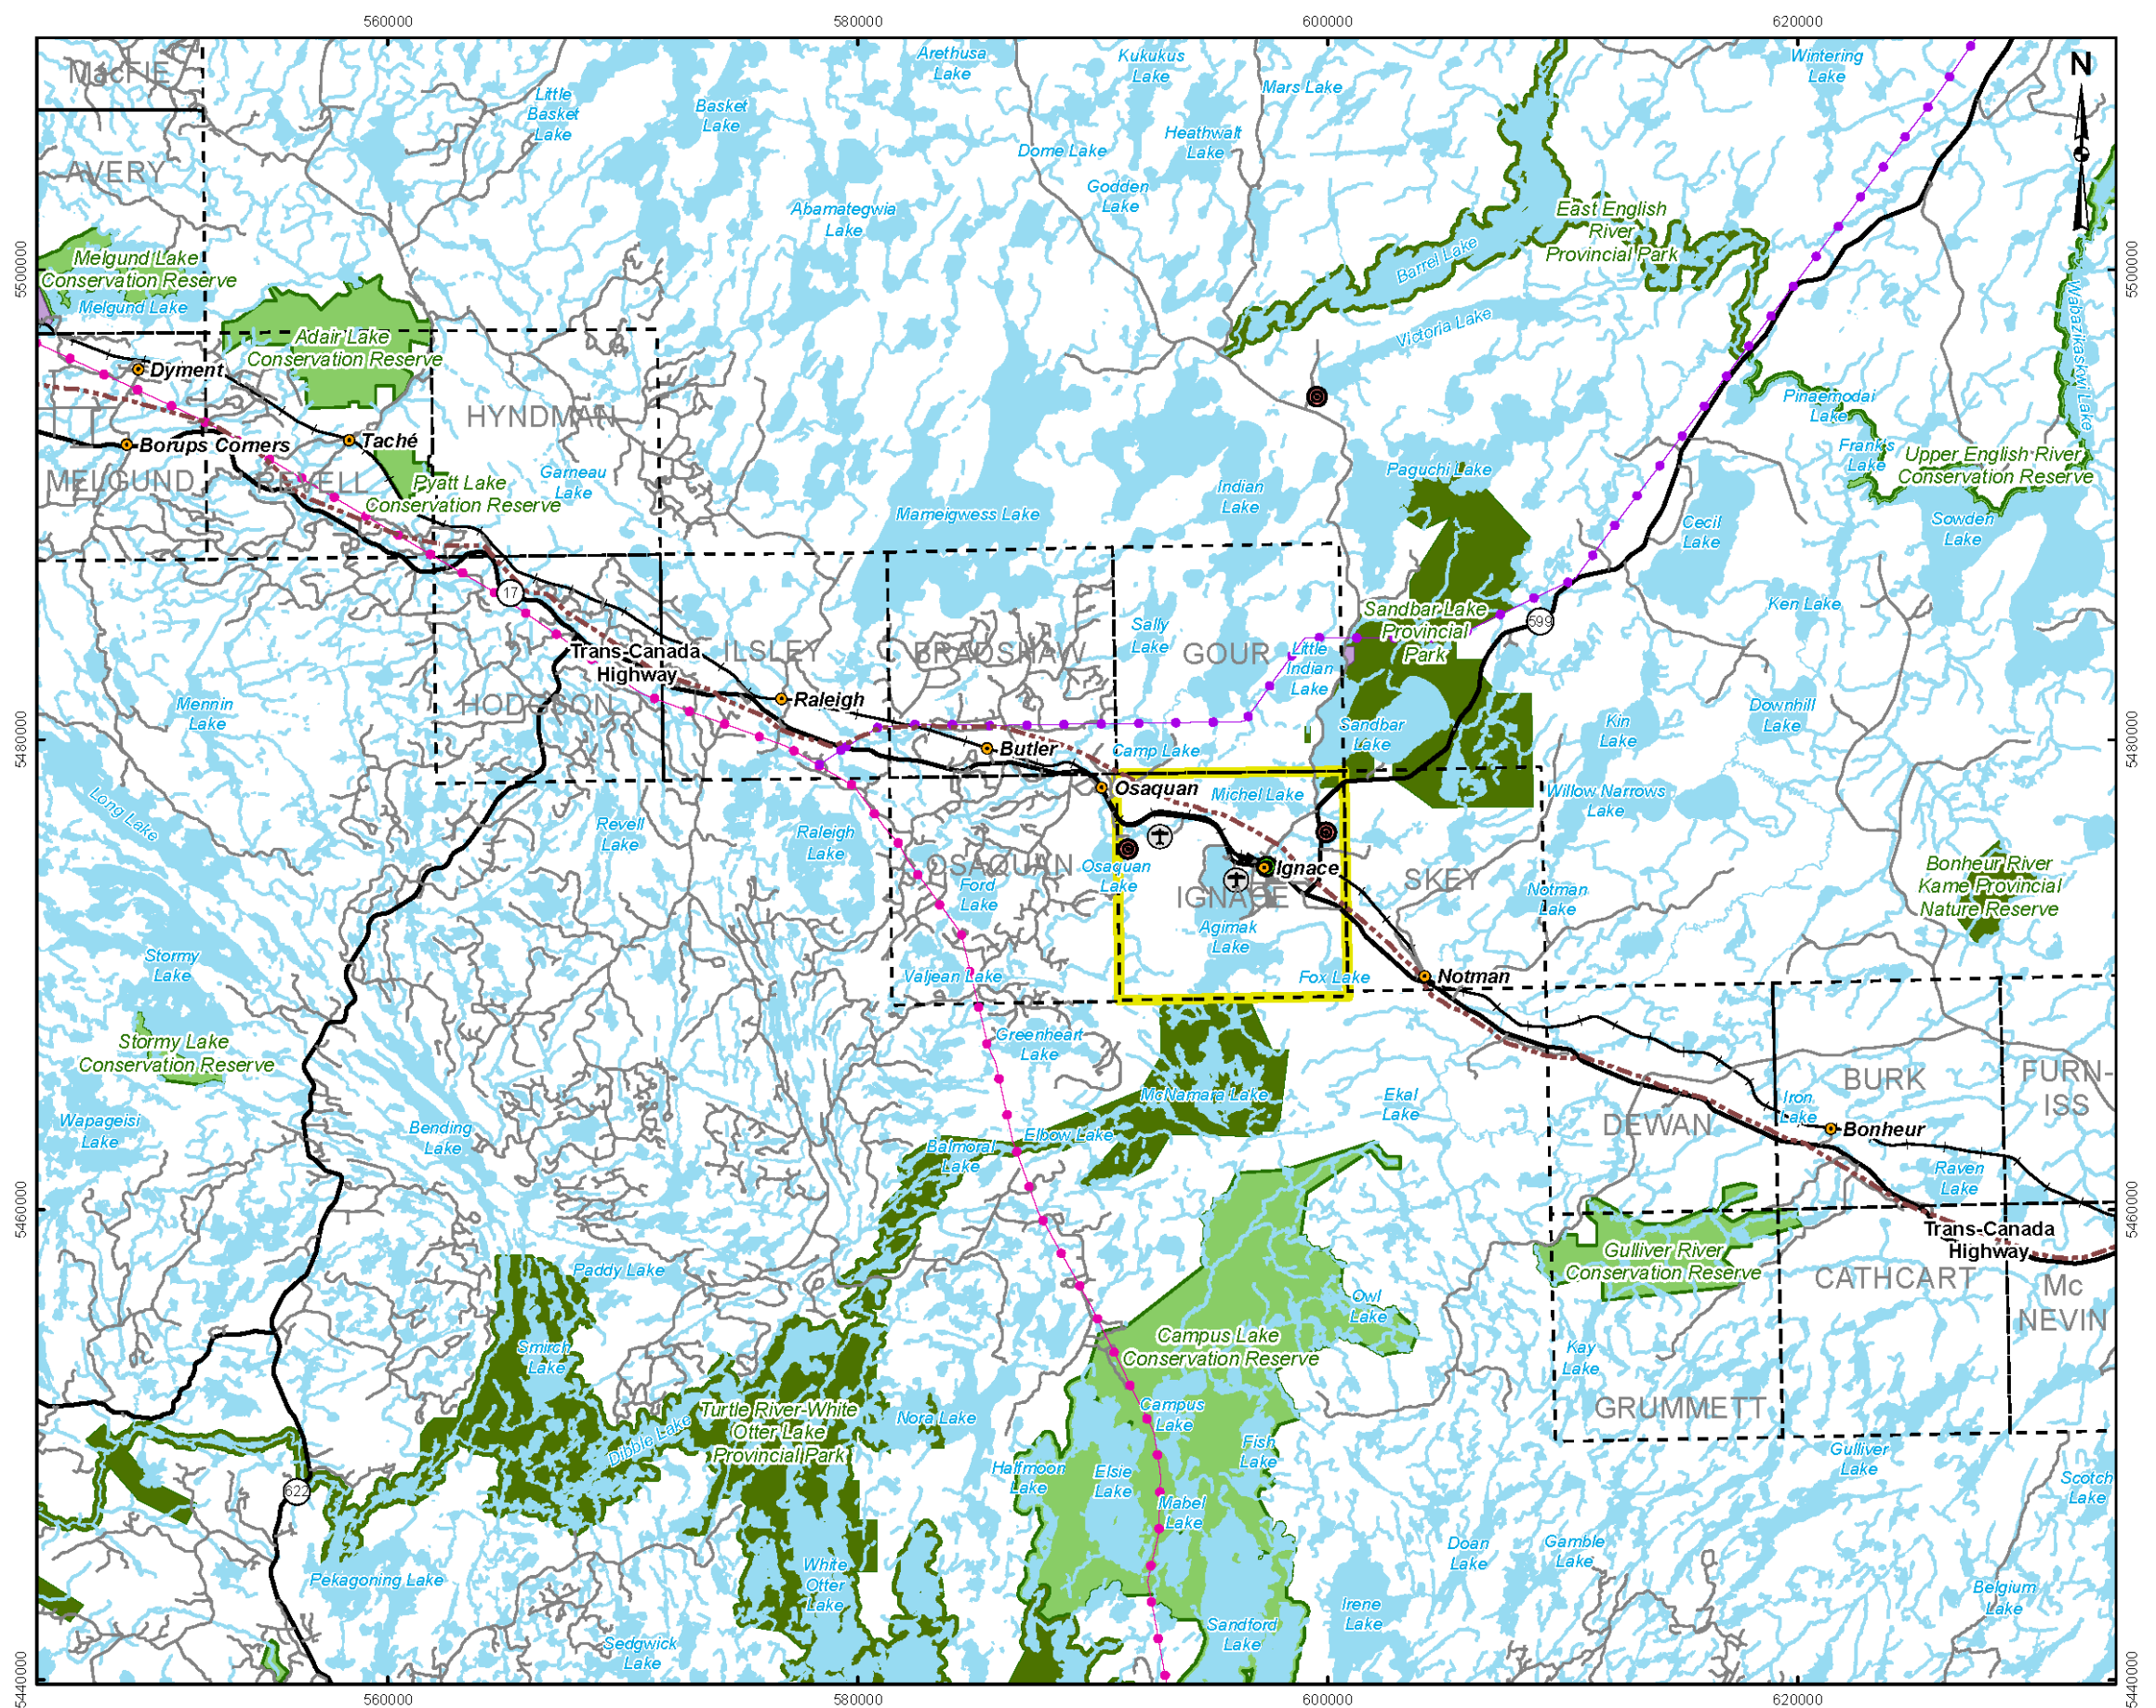 560000
580000
600000
620000
MacFIE
Arethusa
Lake
Kukukus
Lake
Mars Lake
Wintering
Lake
N
Little
Basket
Lake
Basket
Lake
Heathwalt
Lake
Dome Lake
AVERY
Godden
Lake
Abamategwia
Lake
East English
River
Provincial Park
Barrel Lake
5500000
5500000
Melgund Lake
Conservation Reserve
Melgund Lake
Wabazikaskwi Lake
Adair Lake
Conservation Reserve
Victoria Lake
Dyment
Pinaemodai
Lake
HYNDMAN
Borups Corners
Taché
Frank's
Lake
Upper English River
Conservation Reserve
MELGUND
REVELL
Pyatt Lake
Conservation Reserve
Garneau
Lake
Paguchi Lake
Indian
Lake
Mameigwess Lake
Cecil
Lake
Sowden
Lake
17
Ken Lake
Sandbar Lake
Provincial
Park
599
Sally
Lake
Trans-Canada
Highway
ILSLEY
BRADSHAW
GOUR
Little
Indian
Lake
HODGSON
Raleigh
Mennin
Lake
Downhill
Lake
Kin
Lake
Sandbar
Lake
5480000
5480000
Butler
Camp Lake
Osaquan
Michel Lake
Willow Narrows
Lake
Long Lake
Revell
Lake
Raleigh
Lake
OSAQUAN
Osaquan
Lake
Ignace
Bonheur River
Kame Provincial
Nature Reserve
Ford
Lake
IGNACE
SKEY
Notman
Lake
Agimak
Lake
Stormy
Lake
Valjean Lake
Fox Lake
Notman
Stormy Lake
Conservation Reserve
Greenheart
Lake
BURK
FURN-
ISS
McNamara Lake
Ekal
Lake
Iron
Lake
Wapageisi
Lake
Bending
Lake
Elbow Lake
DEWAN
Bonheur
Balmoral
Lake
Raven
Lake
5460000
5460000
Trans-Canada
Highway
Paddy Lake
Gulliver River
Conservation Reserve
CATHCART
Mc
NEVIN
Owl
Lake
Smirch
Lake
Campus Lake
Conservation Reserve
Kay
Lake
Turtle River-White
Otter Lake
Provincial Park
Dibble Lake
Nora Lake
Campus
Lake
GRUMMETT
Fish
Lake
Gulliver
Lake
Halfmoon
Lake
Elsie
Lake
Scotch
Lake
622
Mabel
Lake
Doan
Lake
Gamble
Lake
Pekagoning Lake
White
Otter
Lake
Belgium
Lake
Irene
Lake
Sandford
Lake
Sedgwick
Lake
5440000
5440000
560000
580000
600000
620000